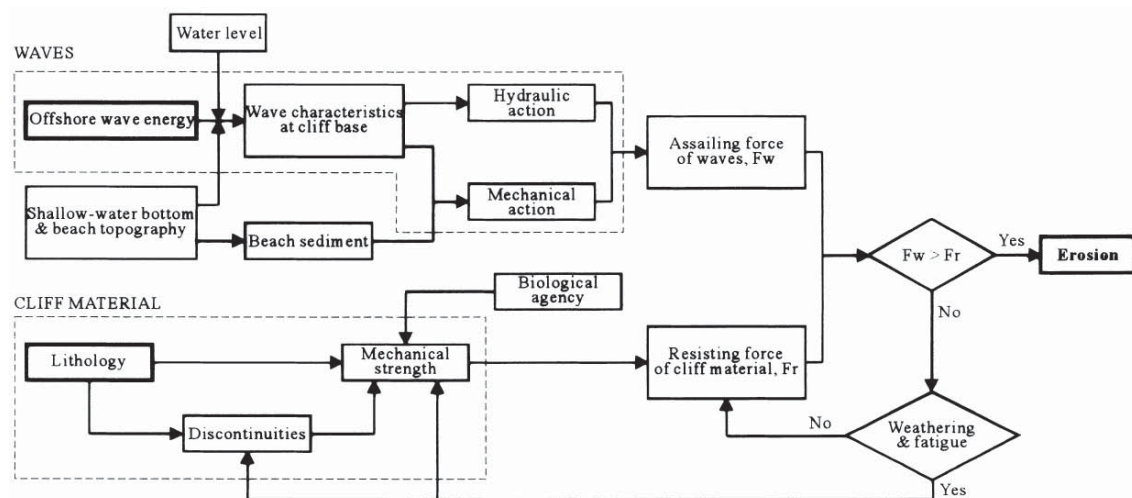 Water level
WAVES
Offshore wave energy
Wave characteristics
at cliff base
Hydraulic
action
Mechanical
action
Assailing force
of waves, Fw
Shallow-water bottom
& beach topography
Beach sediment
Fw > Fr
Yes
Erosion
No
Biological
agency
CLIFF MATERIAL
Lithology
Mechanical
strength
Resisting force
of cliff material, Fr
Discontinuities
No
Weathering
& fatigue
Yes